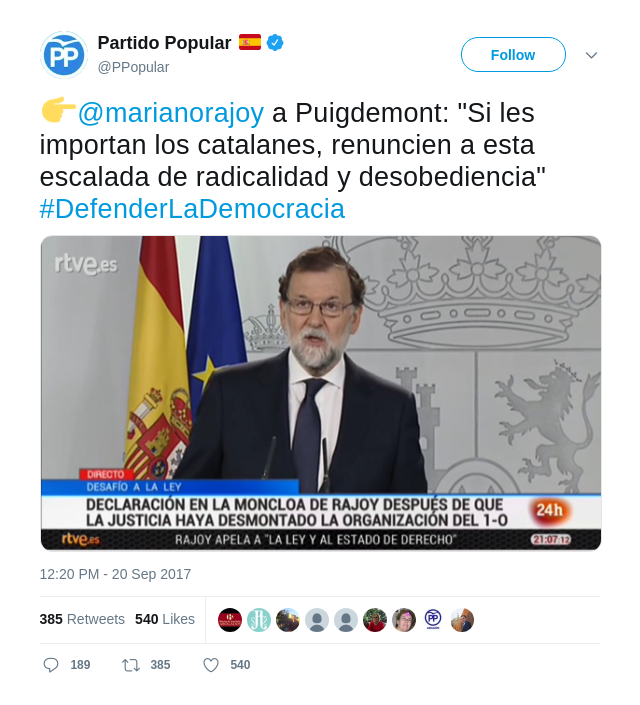 Partido Popular
@PPopular
Follow
@marianorajoy a Puigdemont: "Si les
importan los catalanes, renuncien a esta
escalada de radicalidad y desobediencia"
#DefenderLaDemocracia
rtve.es
DIRECTO
DESAFÍO A LA LEY
DECLARACIÓN EN LA MONCLOA DE RAJOY DESPUÉS DE QUE
LA JUSTICIA HAYA DESMONTADO LA ORGANIZACIÓN DEL 1-O
24h
rtve.es RAJOY APELA A "LA LEY Y AL ESTADO DE DERECHO" 21:07:12
12:20 PM - 20 Sep 2017
385 Retweets 540 Likes
189 385 540